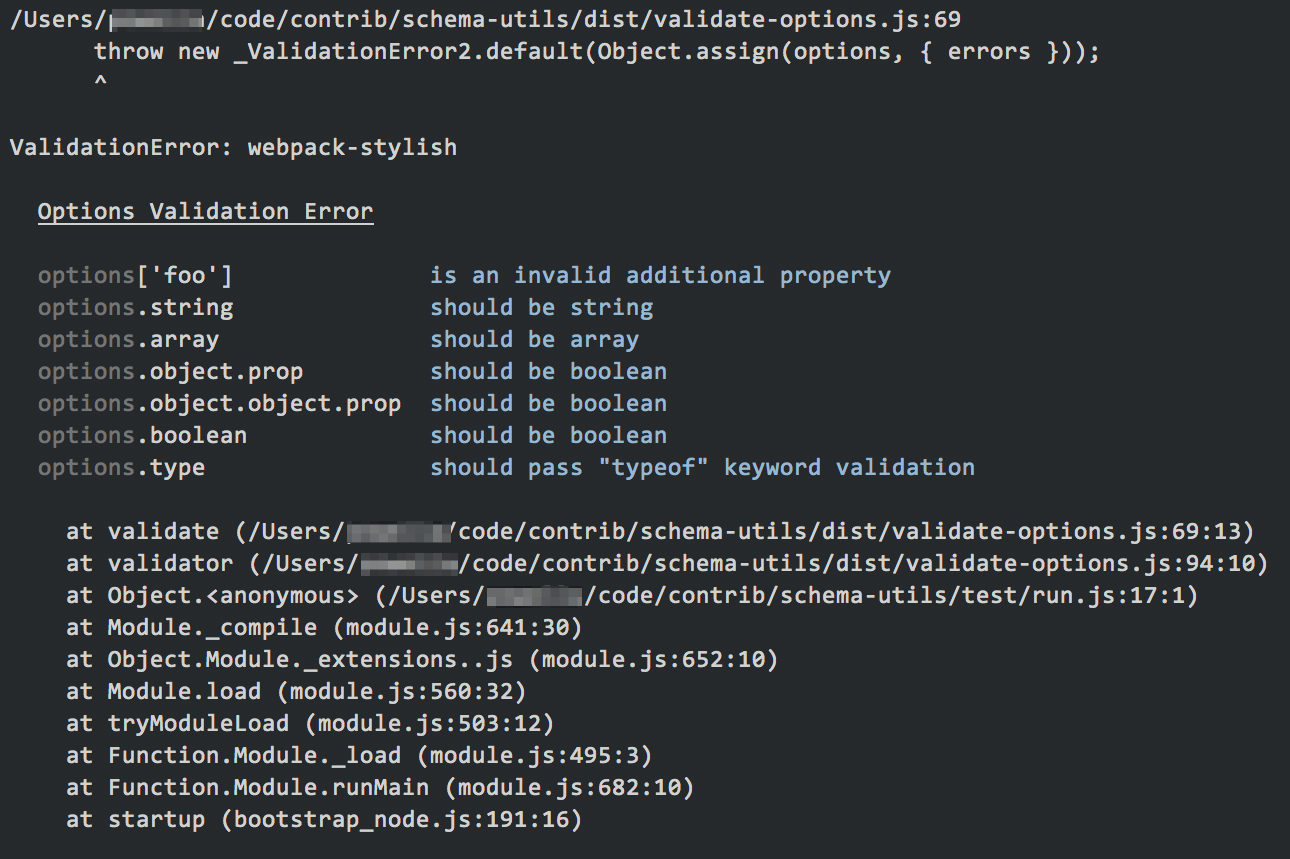 /Users/ /code/contrib/schema-utils/dist/validate-options.js:69
throw new _ValidationError2.default(Object.assign(options, { errors }));
^
ValidationError: webpack-stylish
Options Validation Error
options['foo'] is an invalid additional property
options.string should be string
options.array should be array
options.object.prop should be boolean
options.object.object.prop should be boolean
options.boolean should be boolean
options.type should pass "typeof" keyword validation
at validate (/Users/ /code/contrib/schema-utils/dist/validate-options.js:69:13)
at validator (/Users/ /code/contrib/schema-utils/dist/validate-options.js:94:10)
at Object.<anonymous> (/Users/ /code/contrib/schema-utils/test/run.js:17:1)
at Module._compile (module.js:641:30)
at Object.Module._extensions..js (module.js:652:10)
at Module.load (module.js:560:32)
at tryModuleLoad (module.js:503:12)
at Function.Module._load (module.js:495:3)
at Function.Module.runMain (module.js:682:10)
at startup (bootstrap_node.js:191:16)